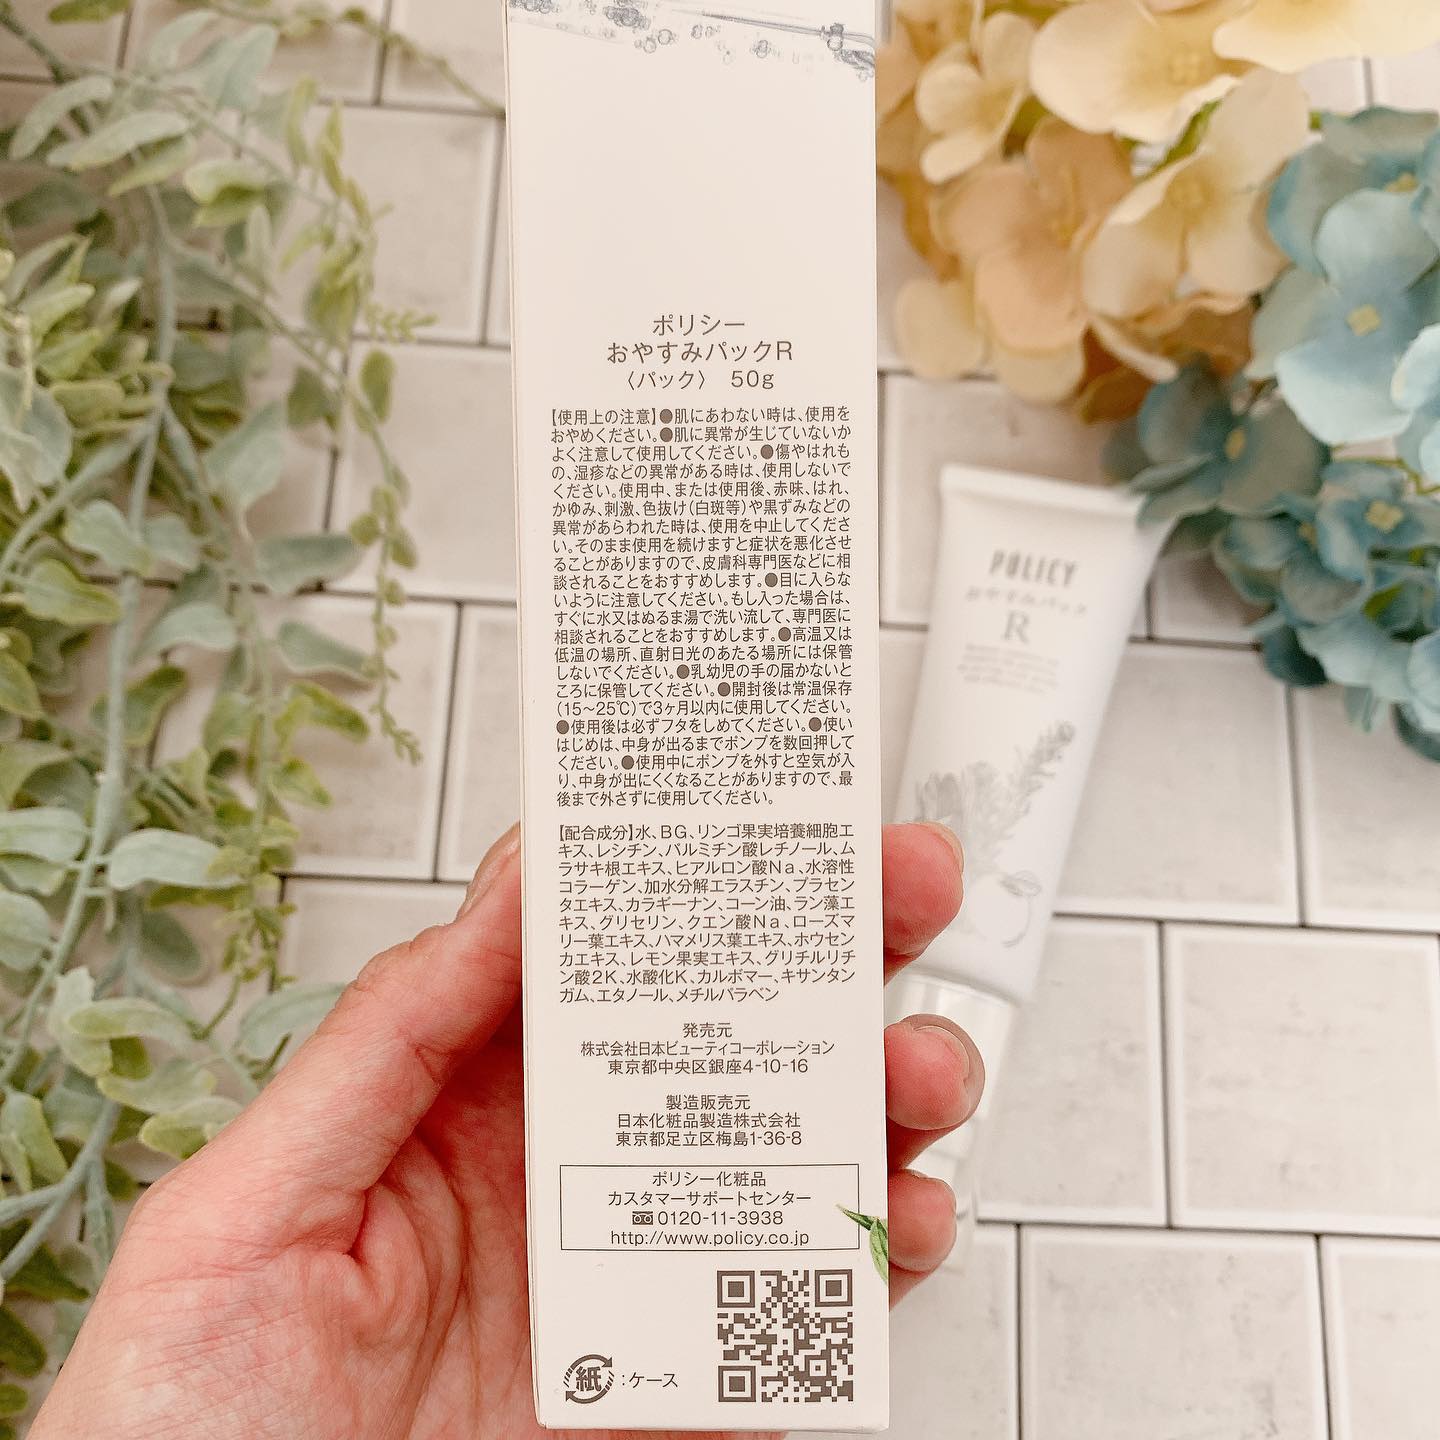 ポリシー
おやすみパックR
〈パック〉 50g
【使用上の注意】●肌にあわない時は、使用を
おやめください。●肌に異常が生じていないか
よく注意して使用してください。●傷やはれも
の、湿疹などの異常がある時は、使用しないで
ください。使用中、または使用後、赤味、はれ、
かゆみ、刺激、色抜け(白斑等)や黒ずみなどの
異常があらわれた時は、使用を中止してくださ
い。そのまま使用を続けますと症状を悪化させ
ることがありますので、皮膚科専門医などに相
談されることをおすすめします。●目に入らな
いように注意してください。もし入った場合は、
すぐに水又はぬるま湯で洗い流して、専門医に
相談されることをおすすめします。●高温又は
低温の場所、直射日光のあたる場所には保管
しないでください。●乳幼児の手の届かないと
ころに保管してください。●開封後は常温保存
(15~25℃)で3ヶ月以内に使用してください。
●使用後は必ずフタをしめてください。●使い
はじめは、中身が出るまでポンプを数回押して
ください。●使用中にポンプを外すと空気が入
り、中身が出にくくなることがありますので、最
後まで外さずに使用してください。
【配合成分】水、BG、リンゴ果実培養細胞エ
キス、レシチン、パルミチン酸レチノール、ム
ラサキ根エキス、ヒアルロン酸Na、水溶性
コラーゲン、加水分解エラスチン、プラセン
タエキス、カラギーナン、コーン油、ラン藻エ
キス、グリセリン、クエン酸Na、ローズマ
リー葉エキス、ハマメリス葉エキス、ホウセン
カエキス、レモン果実エキス、グリチルリチ
ン酸2K、水酸化K、カルボマー、キサンタン
ガム、エタノール、メチルパラベン
発売元
株式会社日本ビューティコーポレーション
東京都中央区銀座4-10-16
製造販売元
日本化粧品製造株式会社
東京都足立区梅島1-36-8
ポリシー化粧品
カスタマーサポートセンター
0120-11-3938
http://www.policy.co.jp
紙:ケース
POLICY
おやすみパック
R